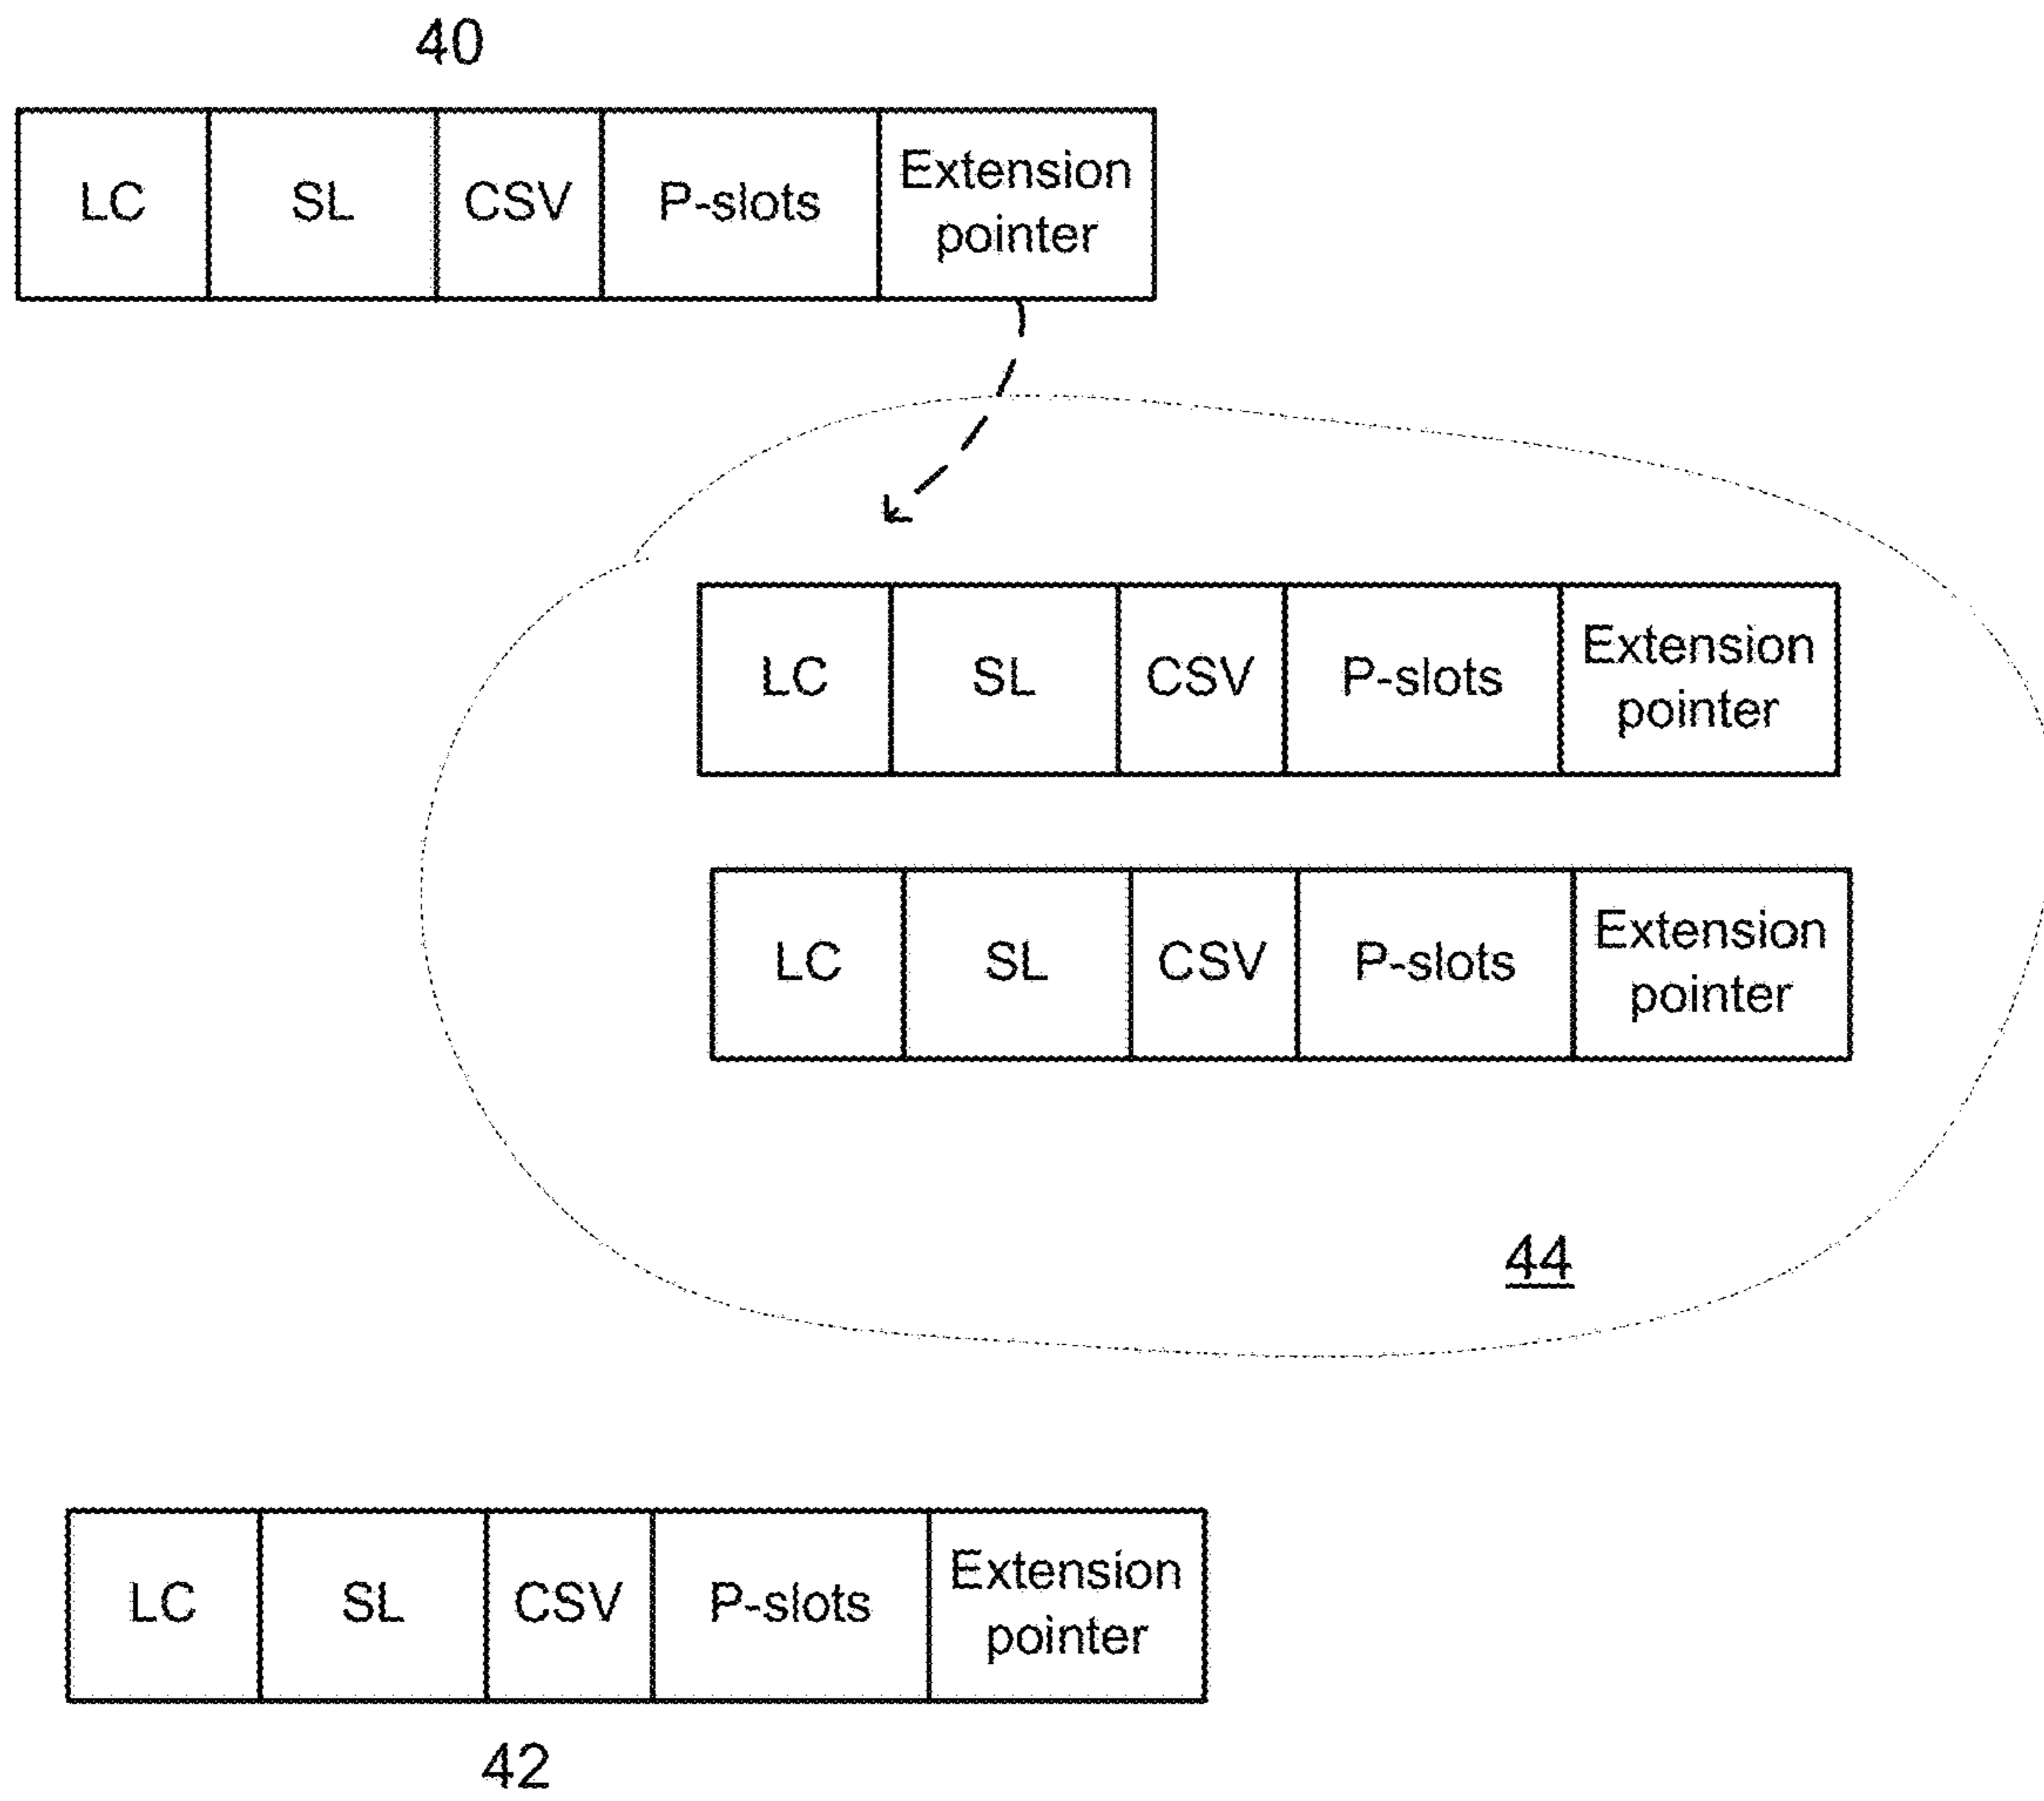 40
LC SL CSV P-slots Extension pointer
LC SL CSV P-slots Extension pointer
LC SL CSV P-slots Extension pointer
44
LC SL CSV P-slots Extension pointer
42